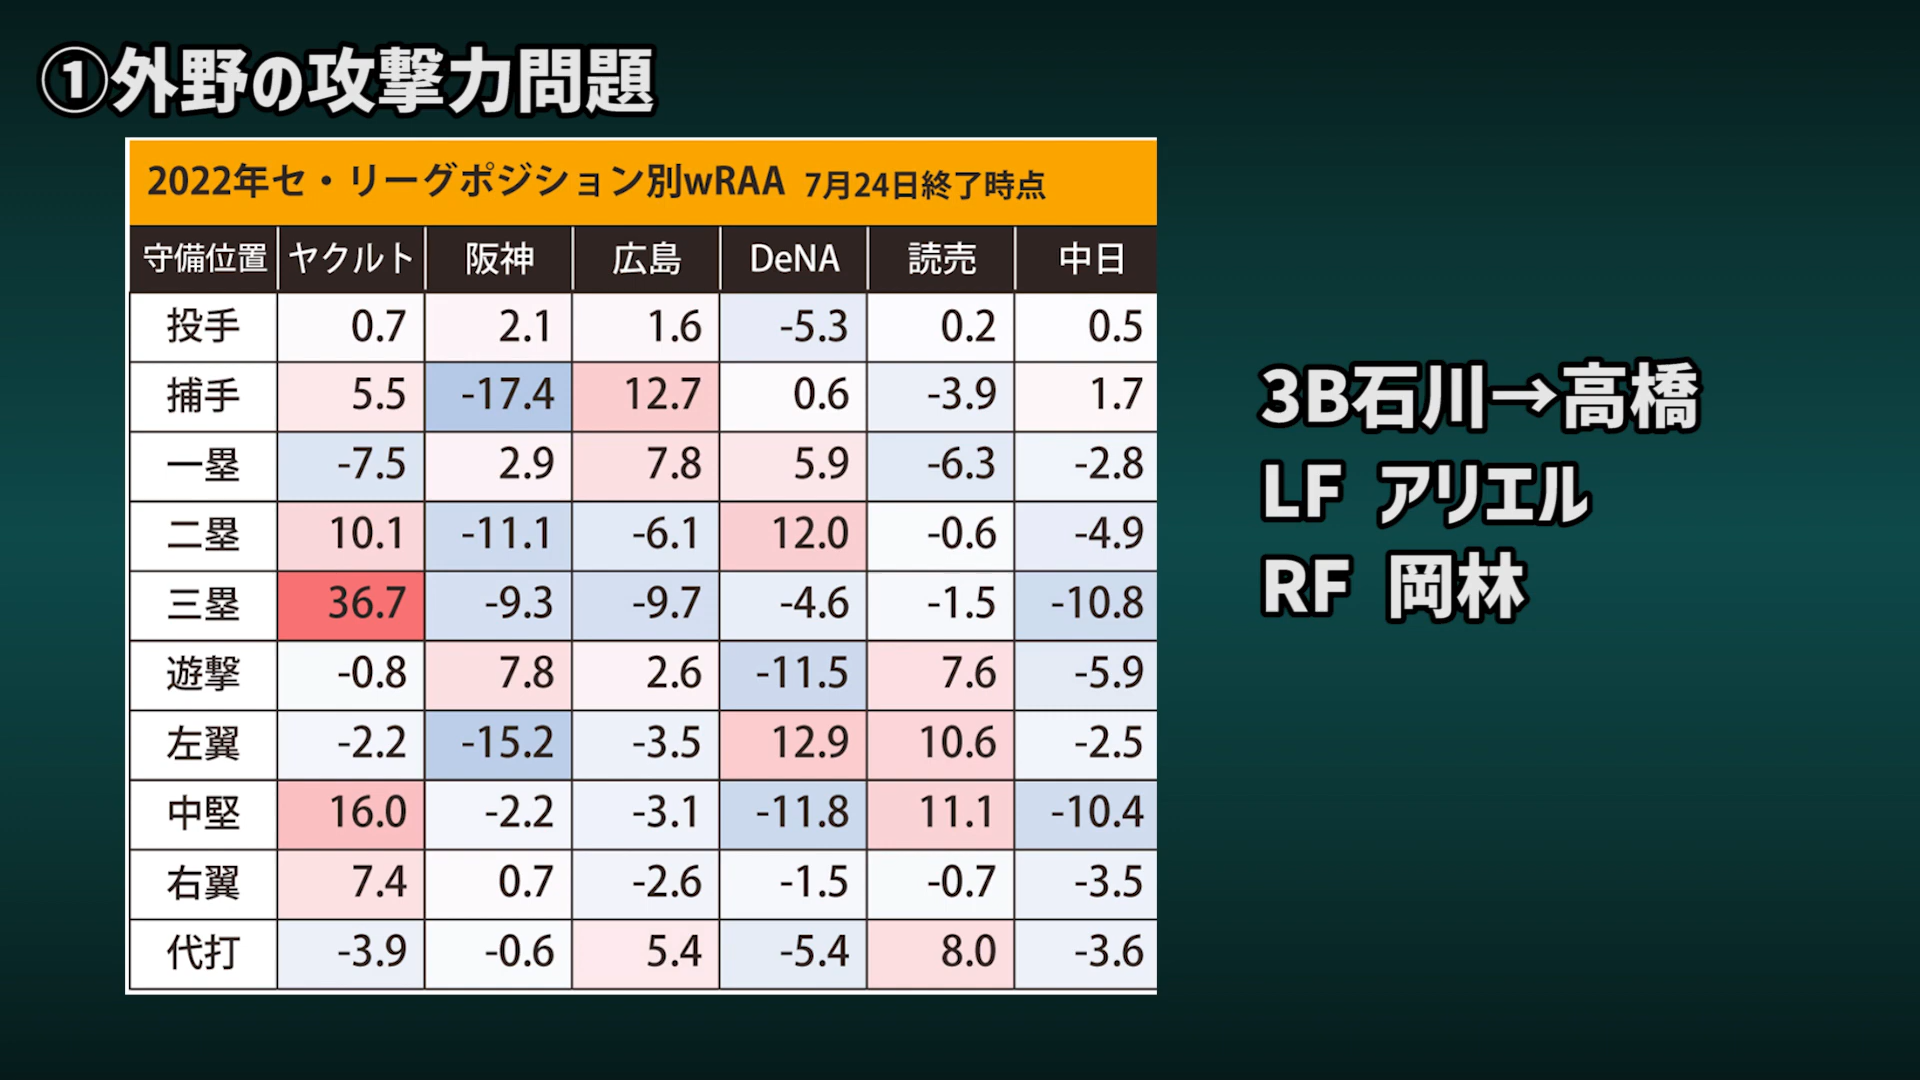 ①外野の攻撃力問題
2022年セ・リーグポジション別wRAA 7月24日終了時点
守備位置 ヤクルト 阪神 広島 DeNA 読売 中日
投手 0.7 2.1 1.6 -5.3 0.2 0.5
捕手 5.5 -17.4 12.7 0.6 -3.9 1.7
一塁 -7.5 2.9 7.8 5.9 -6.3 -2.8
二塁 10.1 -11.1 -6.1 12.0 -0.6 -4.9
三塁 36.7 -9.3 -9.7 -4.6 -1.5 -10.8
遊撃 -0.8 7.8 2.6 -11.5 7.6 -5.9
左翼 -2.2 -15.2 -3.5 12.9 10.6 -2.5
中堅 16.0 -2.2 -3.1 -11.8 11.1 -10.4
右翼 7.4 0.7 -2.6 -1.5 -0.7 -3.5
代打 -3.9 -0.6 5.4 -5.4 8.0 -3.6
3B石川→高橋
LF アリエル
RF 岡林